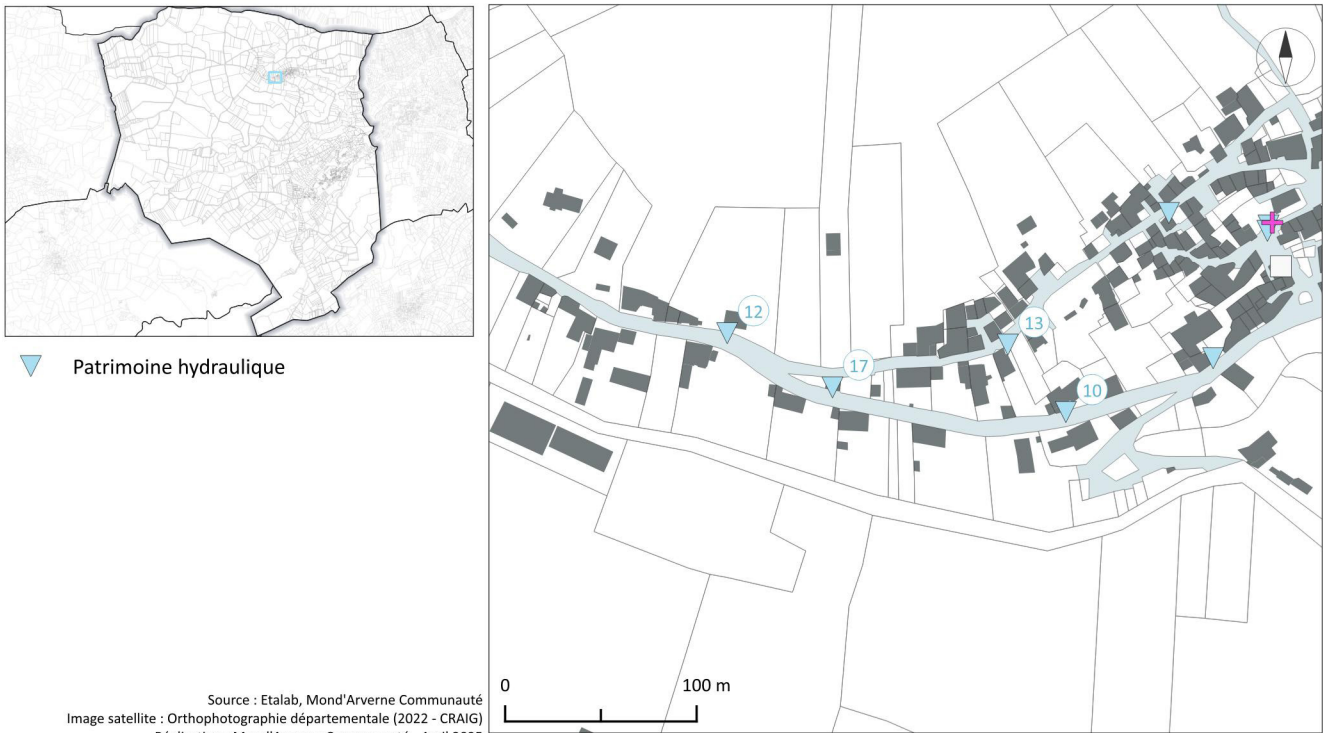 Patrimoine hydraulique
12
13
17
10
0 100 m
Source : Etalab, Mond'Arverne Communauté
Image satellite : Orthophotographie départementale (2022 - CRAIG)